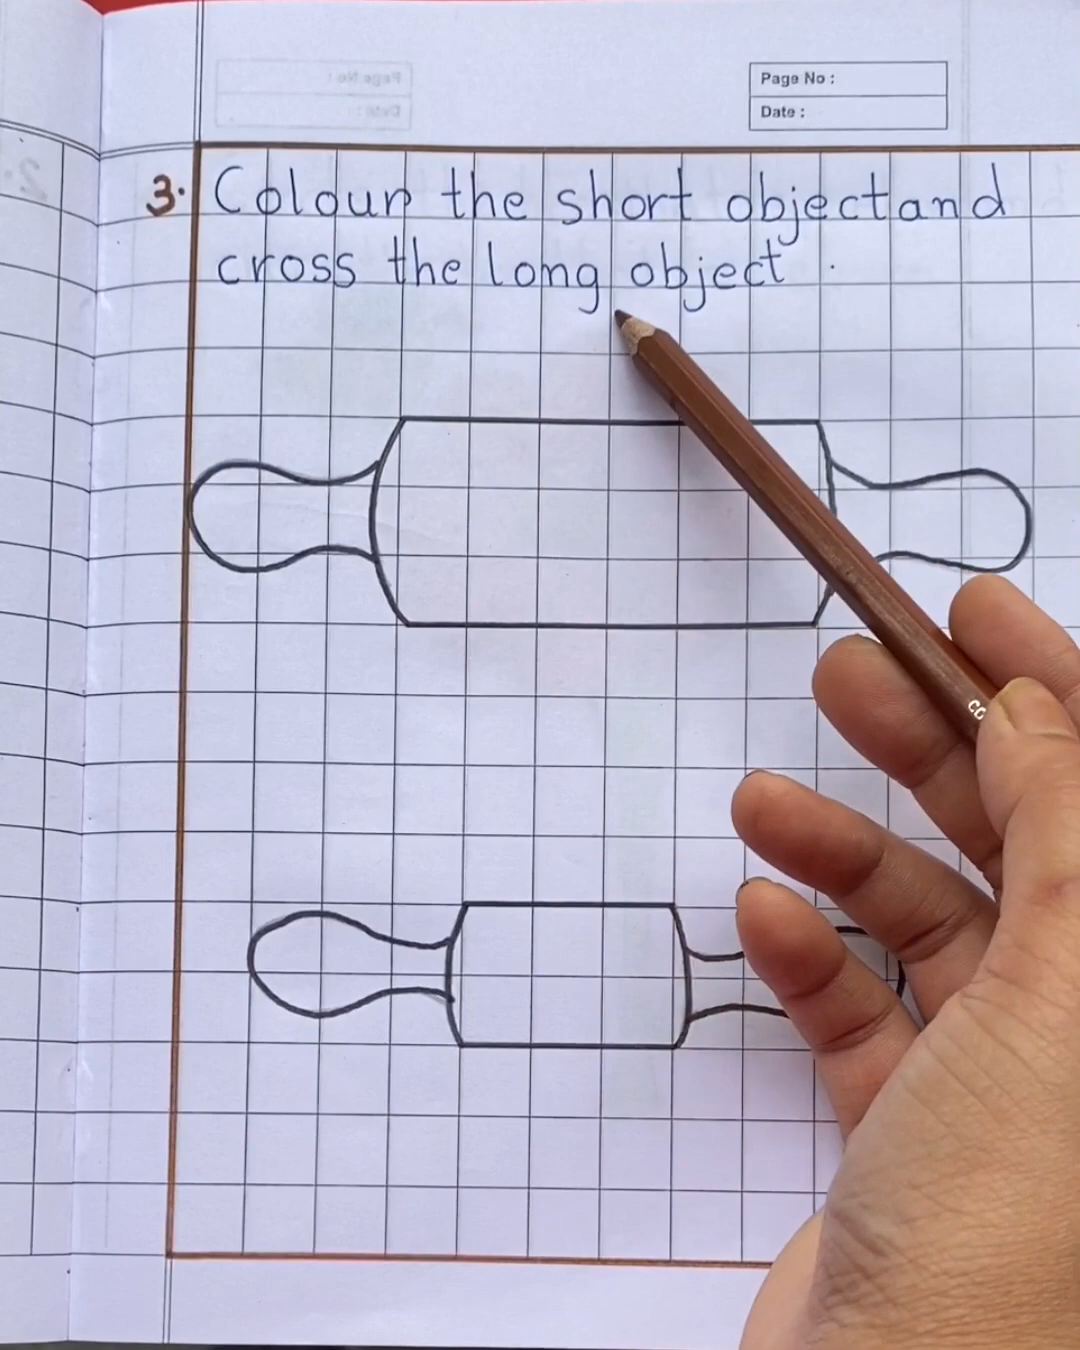 Page No :
Date :
3. Colour the short object and
cross the long object .